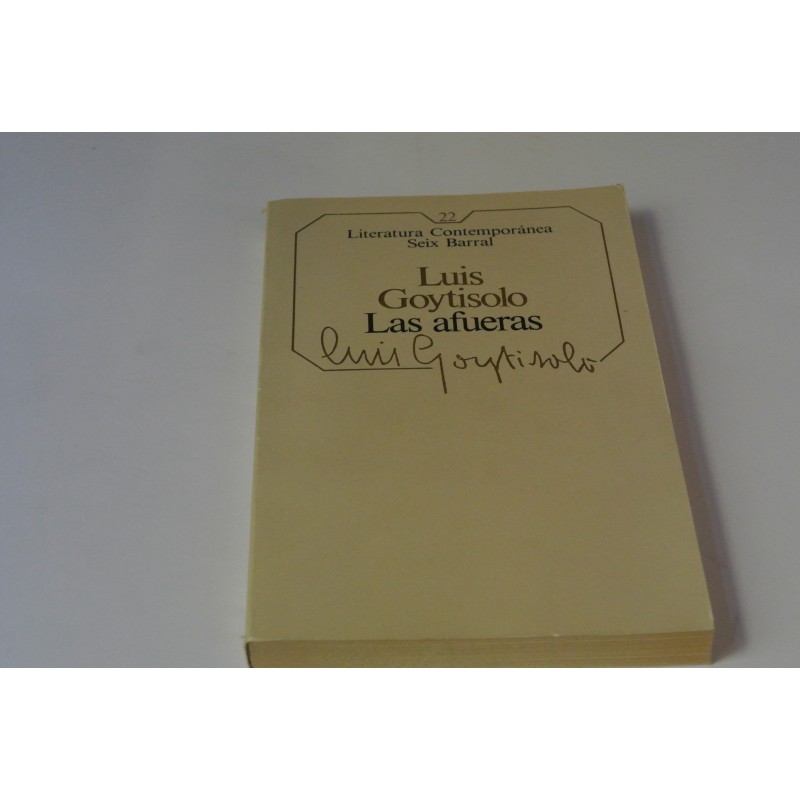 22
Literatura Contemporánea
Seix Barral
Luis
Goytisolo
Las afueras
Luis Goytisolo